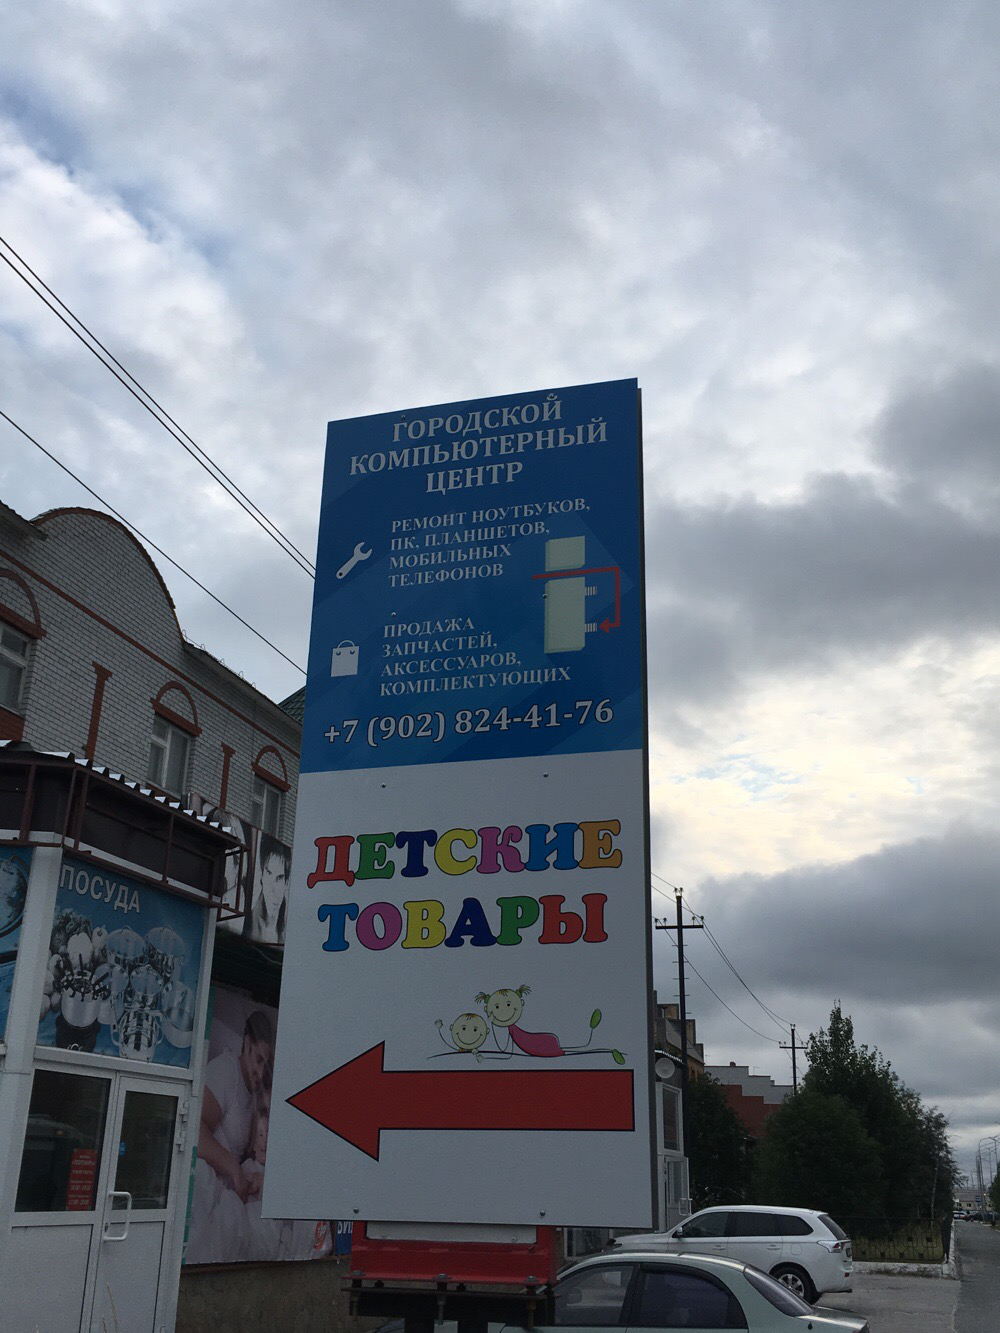 ГОРОДСКОЙ
КОМПЬЮТЕРНЫЙ
ЦЕНТР
РЕМОНТ НОУТБУКОВ,
ПК, ПЛАНШЕТОВ,
МОБИЛЬНЫХ
ТЕЛЕФОНОВ
ПРОДАЖА
ЗАПЧАСТЕЙ,
АКСЕССУАРОВ,
КОМПЛЕКТУЮЩИХ
+7 (902) 824-41-76
ДЕТСКИЕ
ТОВАРЫ
ПОСУДА